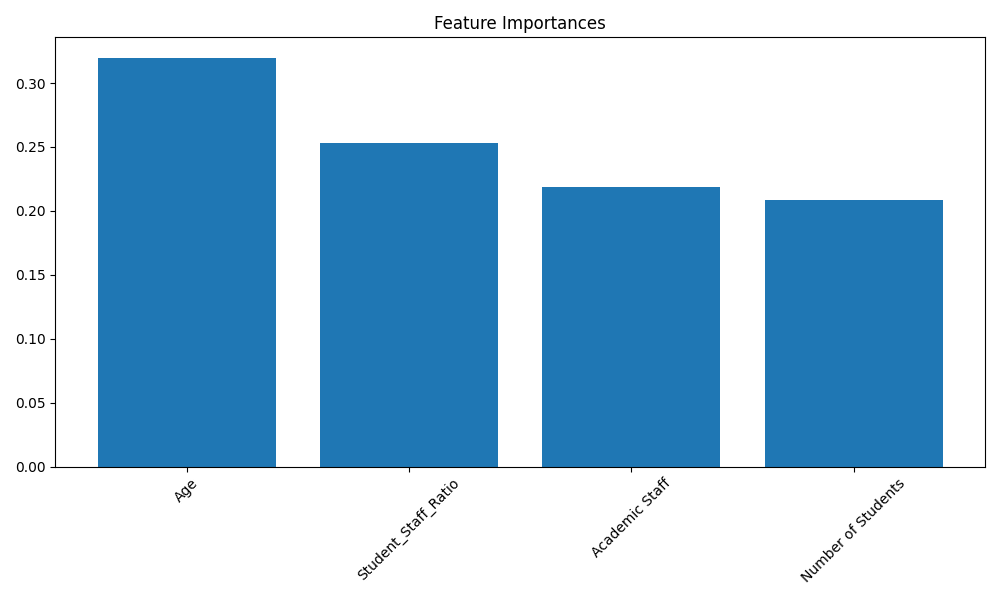 Feature Importances
0.30
0.25
0.20
0.15
0.10
0.05
0.00
Age
Student_Staff_Ratio
Academic Staff
Number of Students